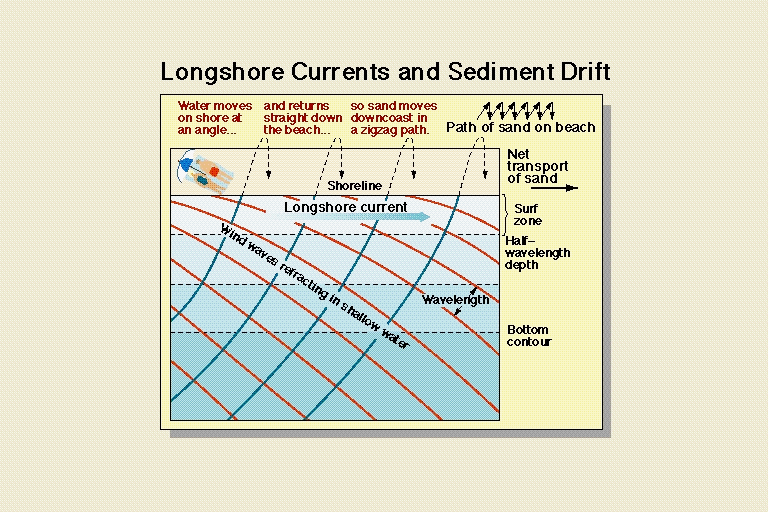 Longshore Currents and Sediment Drift
Water moves
on shore at
an angle...
and returns
straight down
the beach...
so sand moves
downcoast in
a zigzag path.
Path of sand on beach
Net
transport
of sand
Shoreline
Longshore current
Surf
zone
Half–
wavelength
depth
Wind waves refracting in shallow water
Wavelength
Bottom
contour